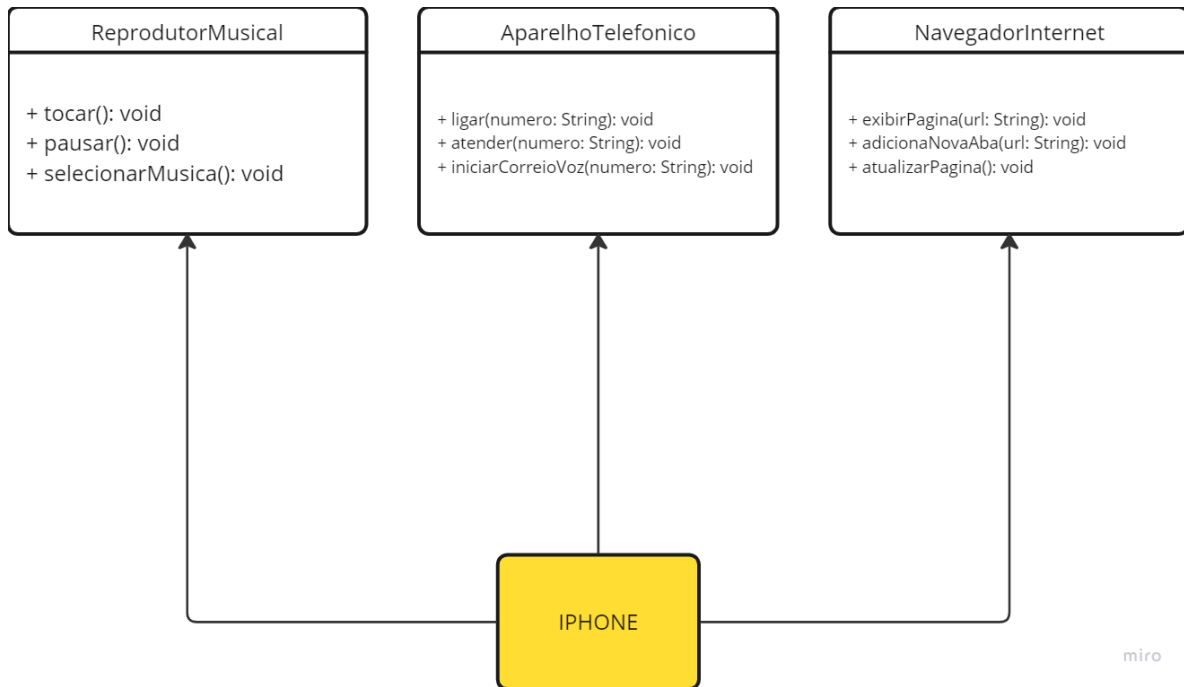 ReprodutorMusical
+ tocar(): void
+ pausar(): void
+ selecionarMusica(): void
AparelhoTelefonico
+ ligar(numero: String): void
+ atender(numero: String): void
+ iniciarCorreioVoz(numero: String): void
NavegadorInternet
+ exibirPagina(url: String): void
+ adicionaNovaAba(url: String): void
+ atualizarPagina(): void
IPHONE
miro